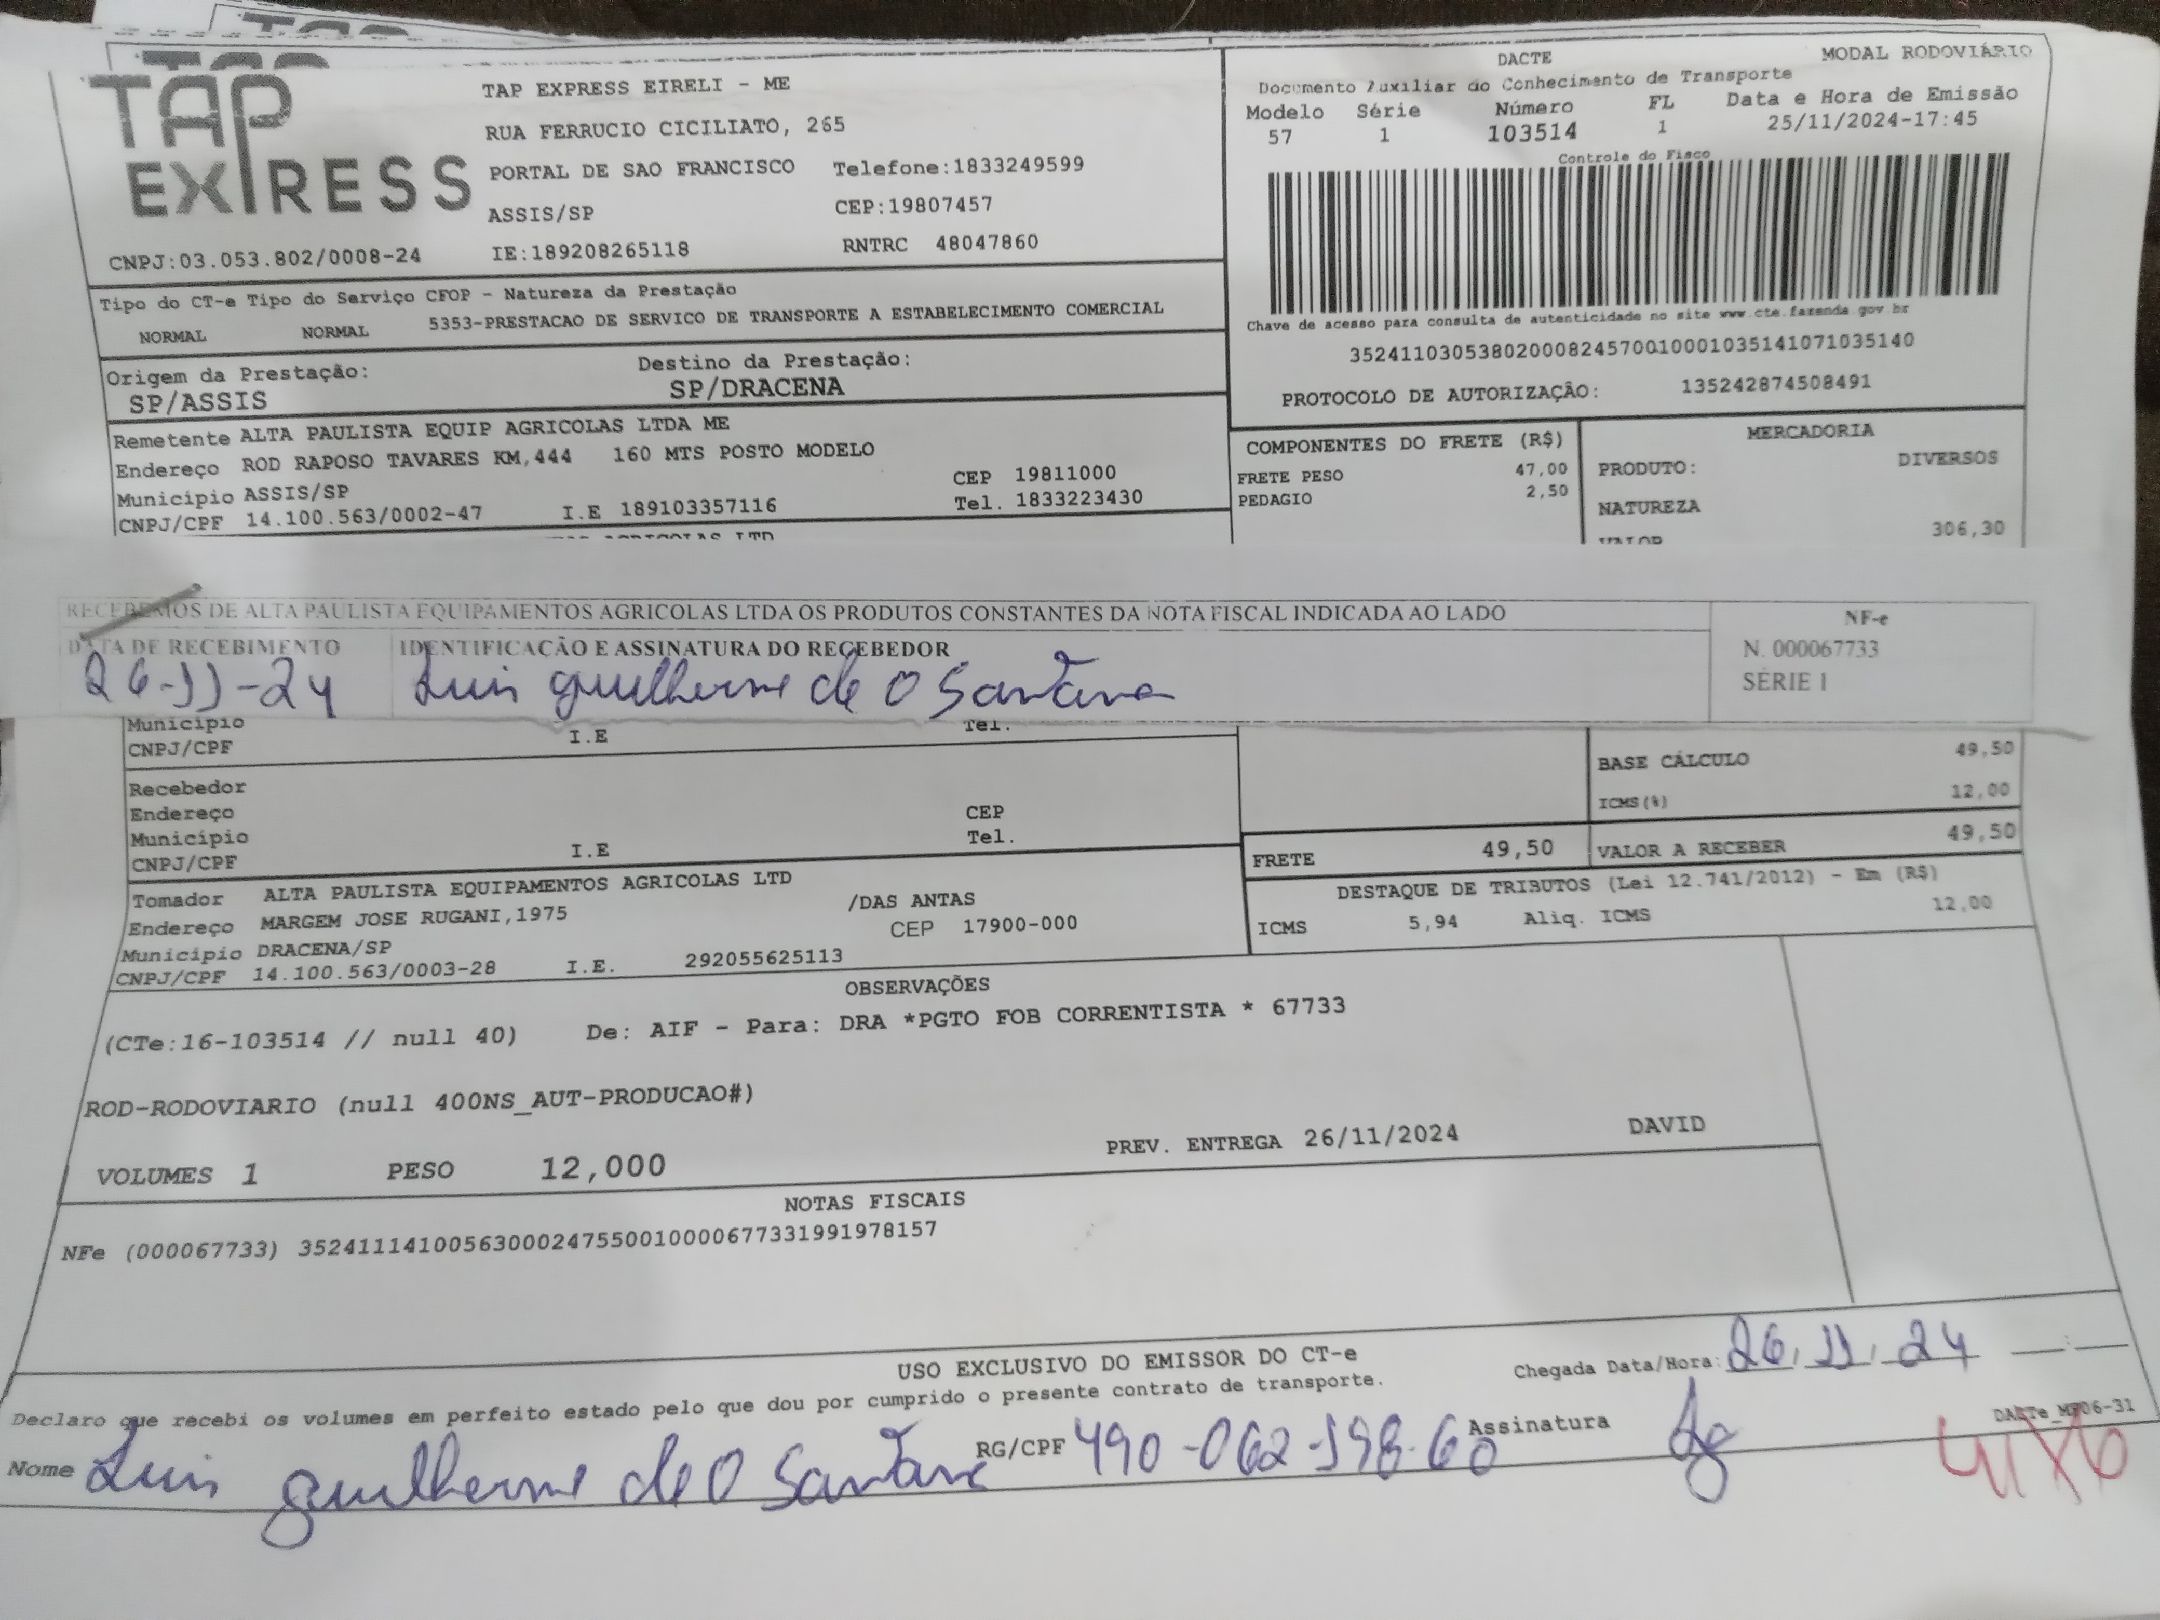 TAP EXPRESS
TAP EXPRESS EIRELI - ME
RUA FERRUCIO CICILIATO, 265
PORTAL DE SAO FRANCISCO Telefone:1833249599
ASSIS/SP CEP:19807457
CNPJ:03.053.802/0008-24 IE:189208265118 RNTRC 48047860
DACTE MODAL RODOVIÁRIO
Documento Auxiliar do Conhecimento de Transporte
Modelo Série Número FL Data e Hora de Emissão
57 1 103514 1 25/11/2024-17:45
Controle do Fisco
Chave de acesso para consulta de autenticidade no site www.cte.fazenda.gov.br
35241103053802000824570010001035141071035140
PROTOCOLO DE AUTORIZAÇÃO: 135242874508491
Tipo do CT-e Tipo do Serviço CFOP - Natureza da Prestação
NORMAL NORMAL 5353-PRESTACAO DE SERVICO DE TRANSPORTE A ESTABELECIMENTO COMERCIAL
Origem da Prestação: Destino da Prestação:
SP/ASSIS SP/DRACENA
Remetente ALTA PAULISTA EQUIP AGRICOLAS LTDA ME
Endereço ROD RAPOSO TAVARES KM,444 160 MTS POSTO MODELO
Município ASSIS/SP CEP 19811000
CNPJ/CPF 14.100.563/0002-47 I.E 189103357116 Tel. 1833223430
COMPONENTES DO FRETE (R$) MERCADORIA
FRETE PESO 47,00 PRODUTO: DIVERSOS
PEDAGIO 2,50 NATUREZA
VALOR 306,30
RECEBEMOS DE ALTA PAULISTA EQUIPAMENTOS AGRICOLAS LTDA OS PRODUTOS CONSTANTES DA NOTA FISCAL INDICADA AO LADO
NF-e
DATA DE RECEBIMENTO IDENTIFICAÇÃO E ASSINATURA DO RECEBEDOR N. 000067733
26-11-24 Luis guilherme de O Santana SÉRIE 1
Município Tel.
CNPJ/CPF I.E
Recebedor
Endereço CEP
Município Tel.
CNPJ/CPF I.E
BASE CÁLCULO 49,50
ICMS(%) 12,00
FRETE 49,50 VALOR A RECEBER 49,50
DESTAQUE DE TRIBUTOS (Lei 12.741/2012) - Em (R$)
ICMS 5,94 Aliq. ICMS 12,00
Tomador ALTA PAULISTA EQUIPAMENTOS AGRICOLAS LTD
Endereço MARGEM JOSE RUGANI,1975 /DAS ANTAS
Município DRACENA/SP CEP 17900-000
CNPJ/CPF 14.100.563/0003-28 I.E. 292055625113
OBSERVAÇÕES
(CTe:16-103514 // null 40) De: AIF - Para: DRA *PGTO FOB CORRENTISTA * 67733
ROD-RODOVIARIO (null 400NS_AUT-PRODUCAO#)
VOLUMES 1 PESO 12,000 PREV. ENTREGA 26/11/2024 DAVID
NOTAS FISCAIS
NFe (000067733) 35241114100563000247550010000677331991978157
USO EXCLUSIVO DO EMISSOR DO CT-e
Chegada Data/Hora: 26.11.24 __:__
Declaro que recebi os volumes em perfeito estado pelo que dou por cumprido o presente contrato de transporte.
Nome Luis guilherme de O Santana RG/CPF 490-062-198-60 Assinatura